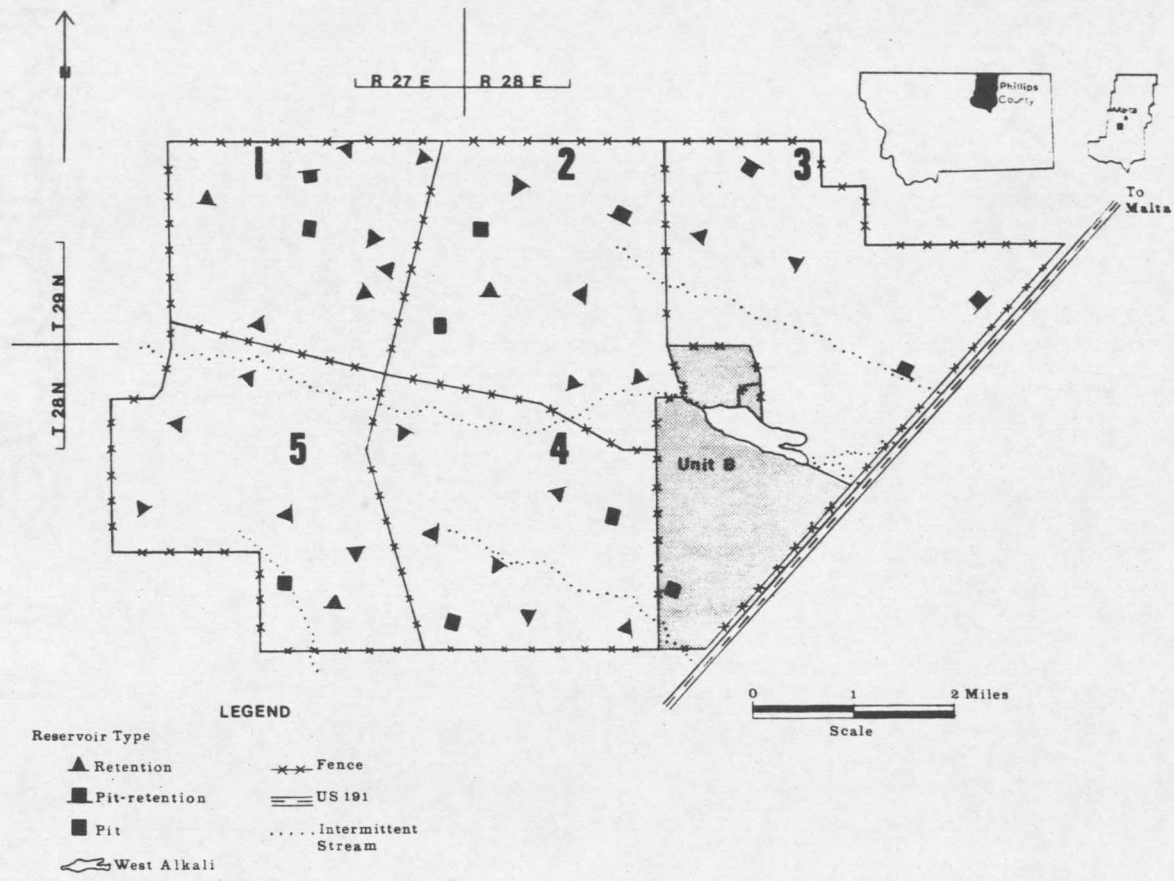 R 27 E R 28 E
Phillips
County
To
Malta
1 2 3
T 29 N
T 28 N
5 4
Unit B
0 1 2 Miles
Scale
LEGEND
Reservoir Type
Retention
Pit-retention
Pit
West Alkali
Fence
US 191
Intermittent
Stream